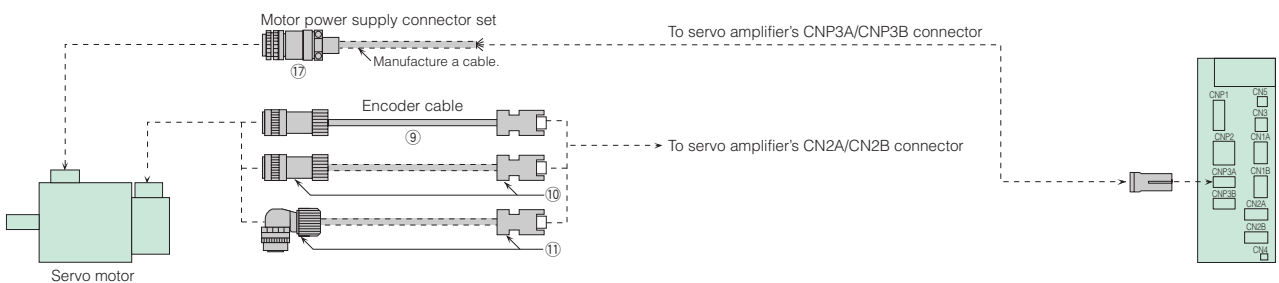 Motor power supply connector set
To servo amplifier's CNP3A/CNP3B connector
Manufacture a cable.
⑰
Encoder cable
⑨
To servo amplifier's CN2A/CN2B connector
⑩
⑪
Servo motor
CNP1
CN5
CN3
CNP2
CN1A
CNP3A
CN1B
CNP3B
CN2A
CN2B
CN4